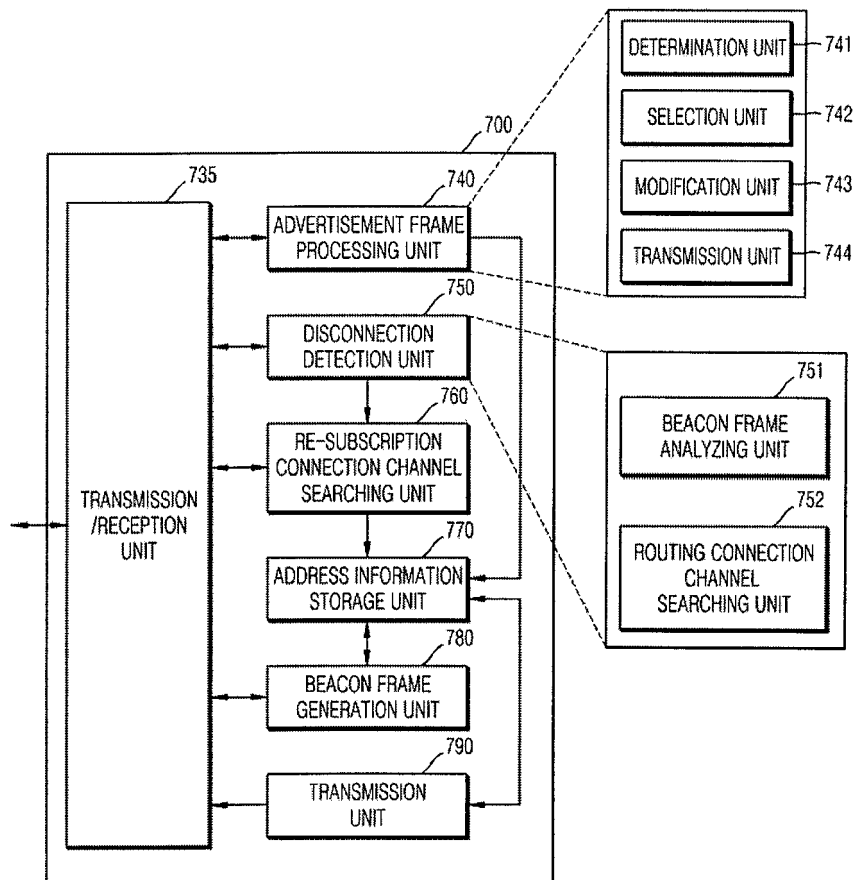 700
735
TRANSMISSION
/RECEPTION
UNIT
740
ADVERTISEMENT FRAME
PROCESSING UNIT
750
DISCONNECTION
DETECTION UNIT
760
RE-SUBSCRIPTION
CONNECTION CHANNEL
SEARCHING UNIT
770
ADDRESS INFORMATION
STORAGE UNIT
780
BEACON FRAME
GENERATION UNIT
790
TRANSMISSION
UNIT
DETERMINATION UNIT
741
SELECTION UNIT
742
MODIFICATION UNIT
743
TRANSMISSION UNIT
744
751
BEACON FRAME
ANALYZING UNIT
752
ROUTING CONNECTION
CHANNEL
SEARCHING UNIT